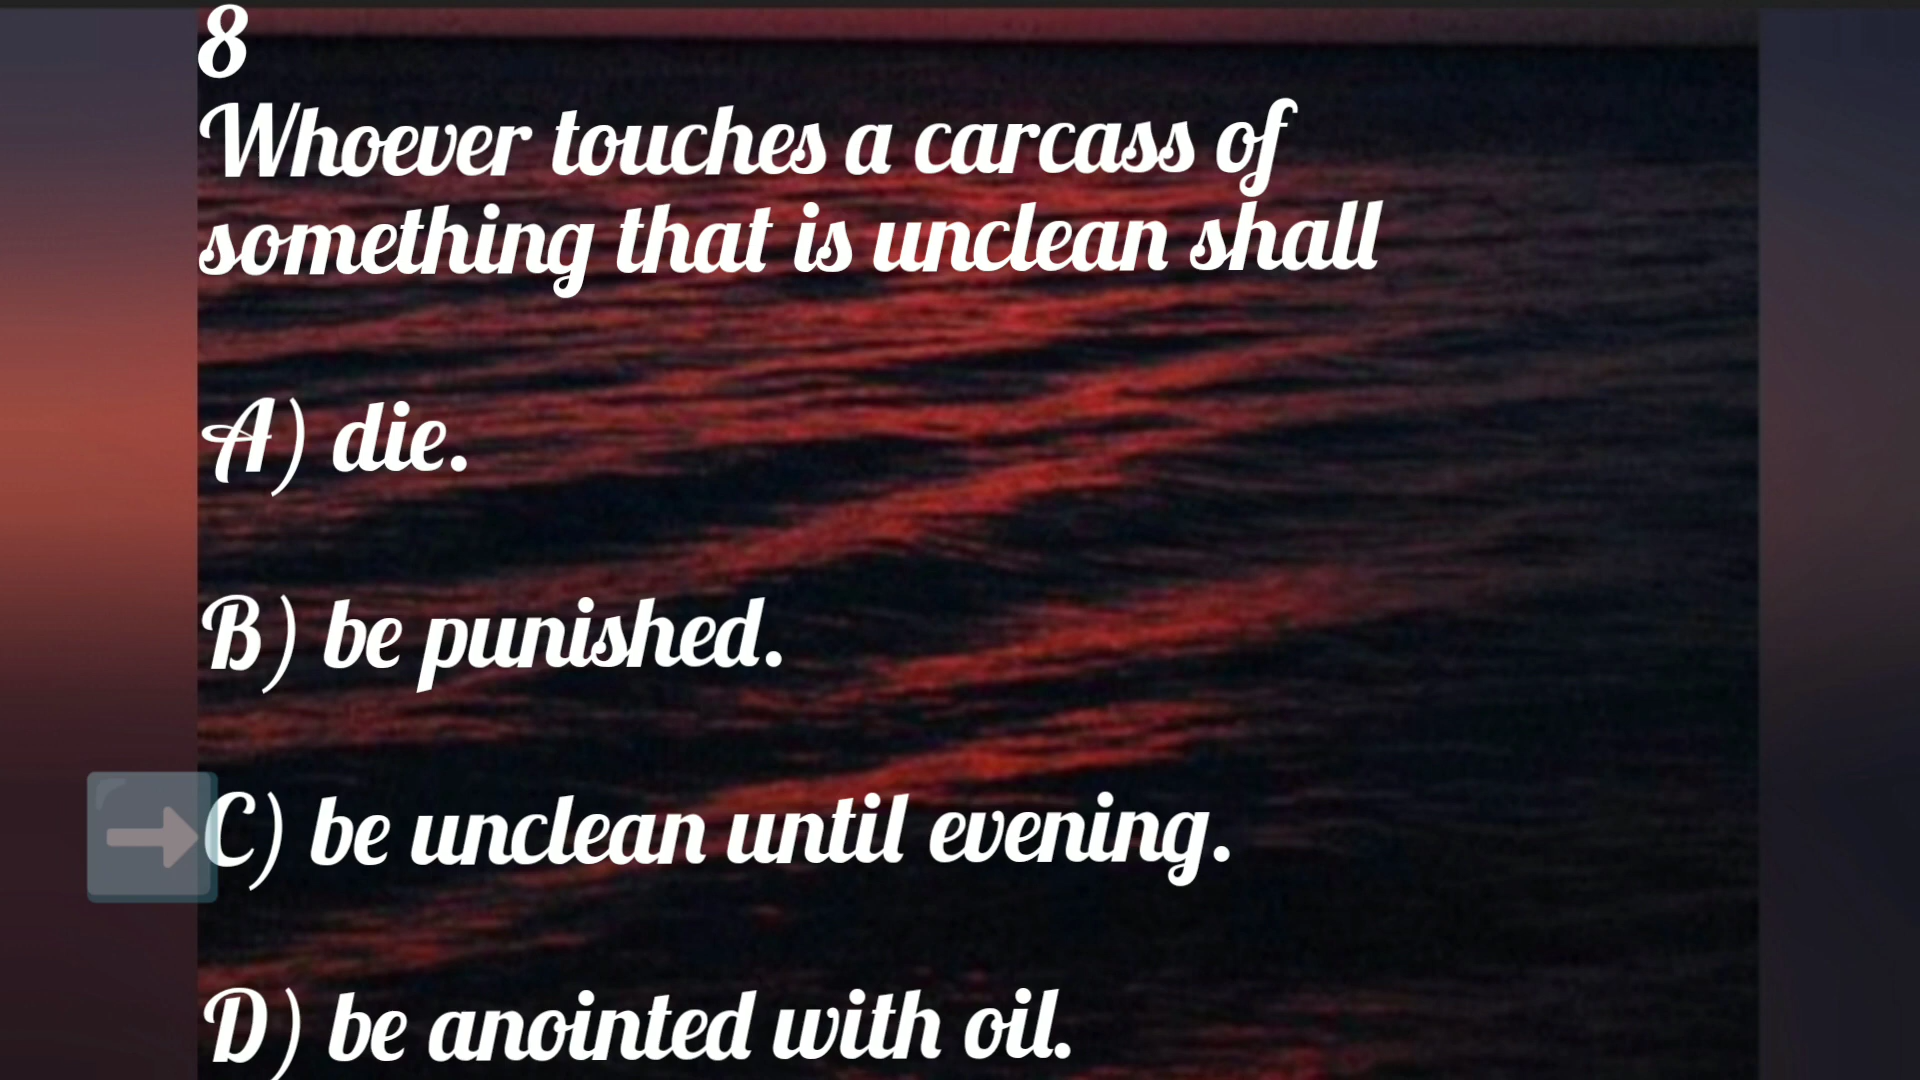 8
Whoever touches a carcass of
something that is unclean shall
A) die.
B) be punished.
C) be unclean until evening.
D) be anointed with oil.